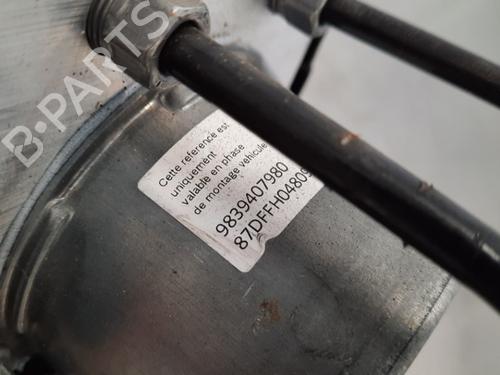 B-PARTS
Cette reference est
uniquement
valable en phase
de montage vehicule
9839407980
87DFFH04809